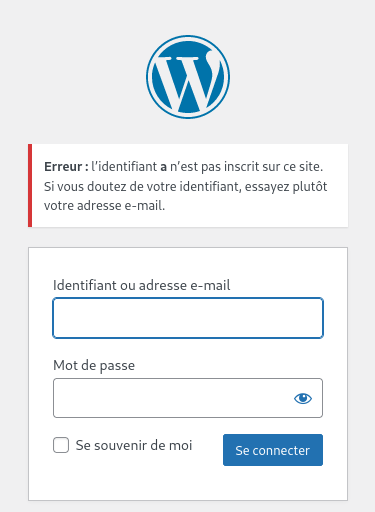 Erreur : l’identifiant a n’est pas inscrit sur ce site.
Si vous doutez de votre identifiant, essayez plutôt
votre adresse e-mail.
Identifiant ou adresse e-mail
Mot de passe
Se souvenir de moi
Se connecter